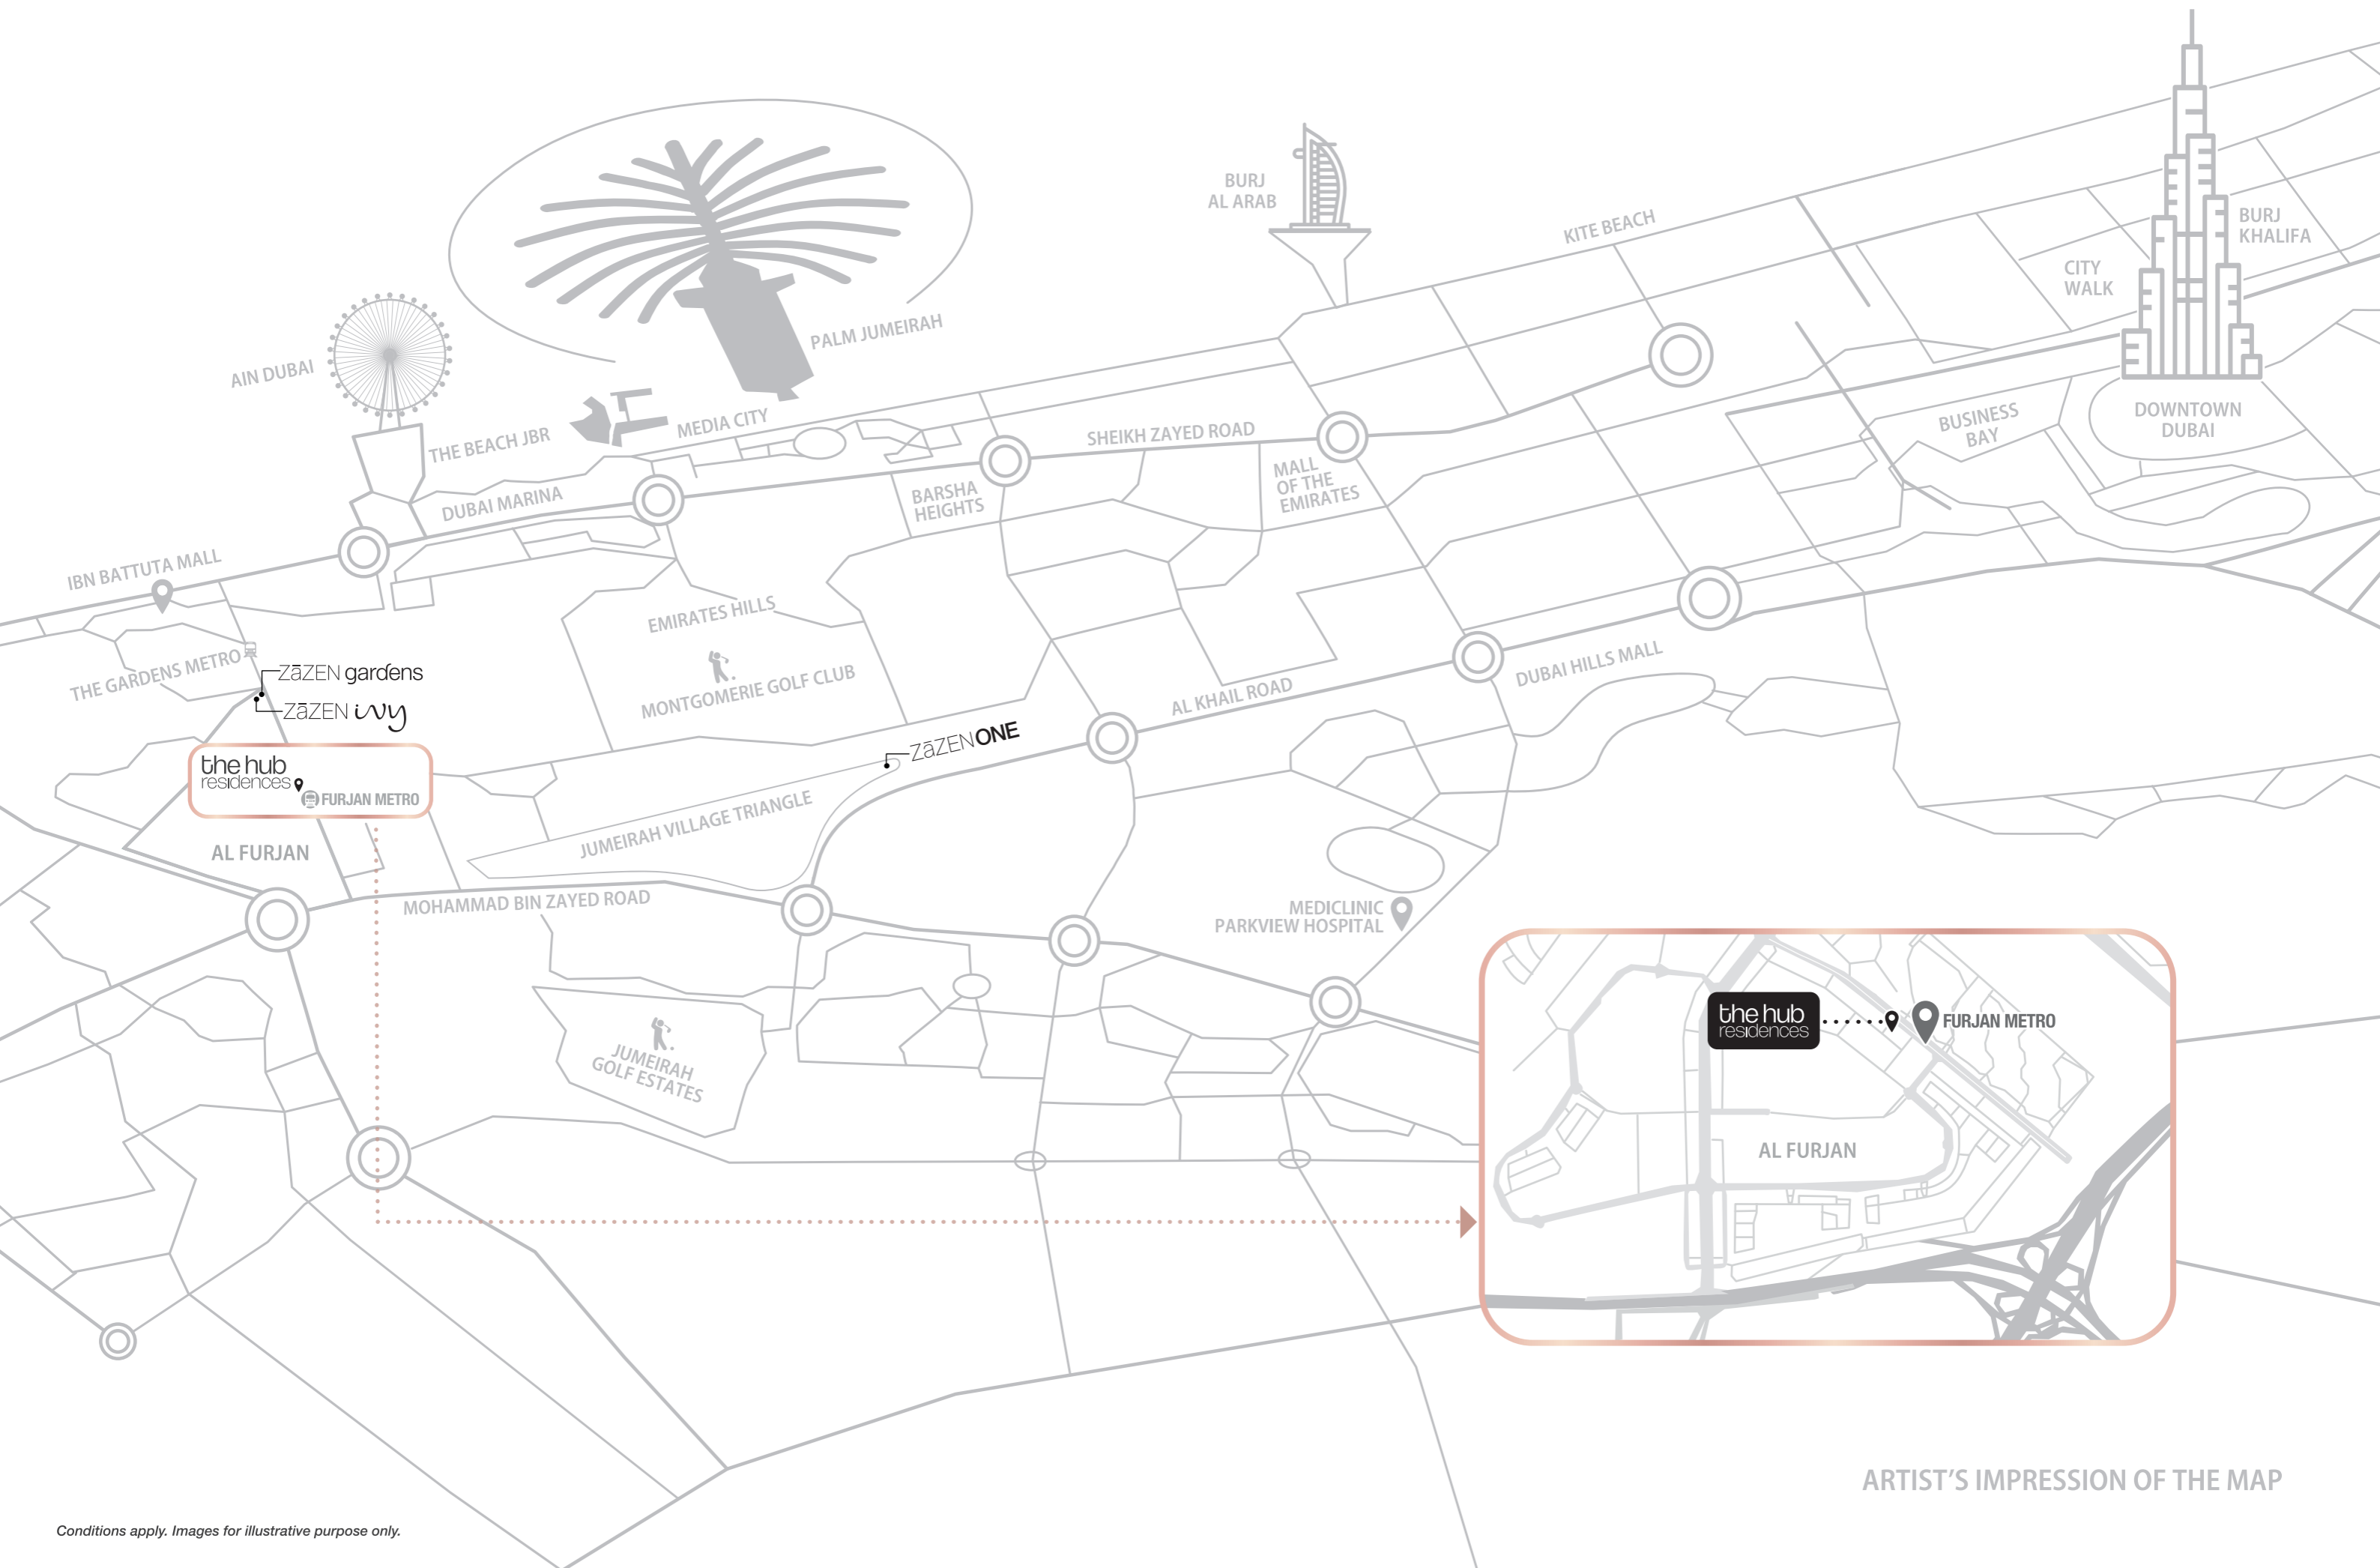 BURJ
AL ARAB
KITE BEACH
BURJ
KHALIFA
CITY
WALK
PALM JUMEIRAH
AIN DUBAI
THE BEACH JBR
MEDIA CITY
SHEIKH ZAYED ROAD
BUSINESS
BAY
DOWNTOWN
DUBAI
DUBAI MARINA
BARSHA
HEIGHTS
MALL
OF THE
EMIRATES
IBN BATTUTA MALL
EMIRATES HILLS
THE GARDENS METRO
ZāZEN gardens
ZāZEN ivy
MONTGOMERIE GOLF CLUB
AL KHAIL ROAD
DUBAI HILLS MALL
ZāZEN ONE
the hub
residences
FURJAN METRO
JUMEIRAH VILLAGE TRIANGLE
AL FURJAN
MOHAMMAD BIN ZAYED ROAD
MEDICLINIC
PARKVIEW HOSPITAL
the hub
residences
FURJAN METRO
JUMEIRAH
GOLF ESTATES
AL FURJAN
ARTIST'S IMPRESSION OF THE MAP
Conditions apply. Images for illustrative purpose only.